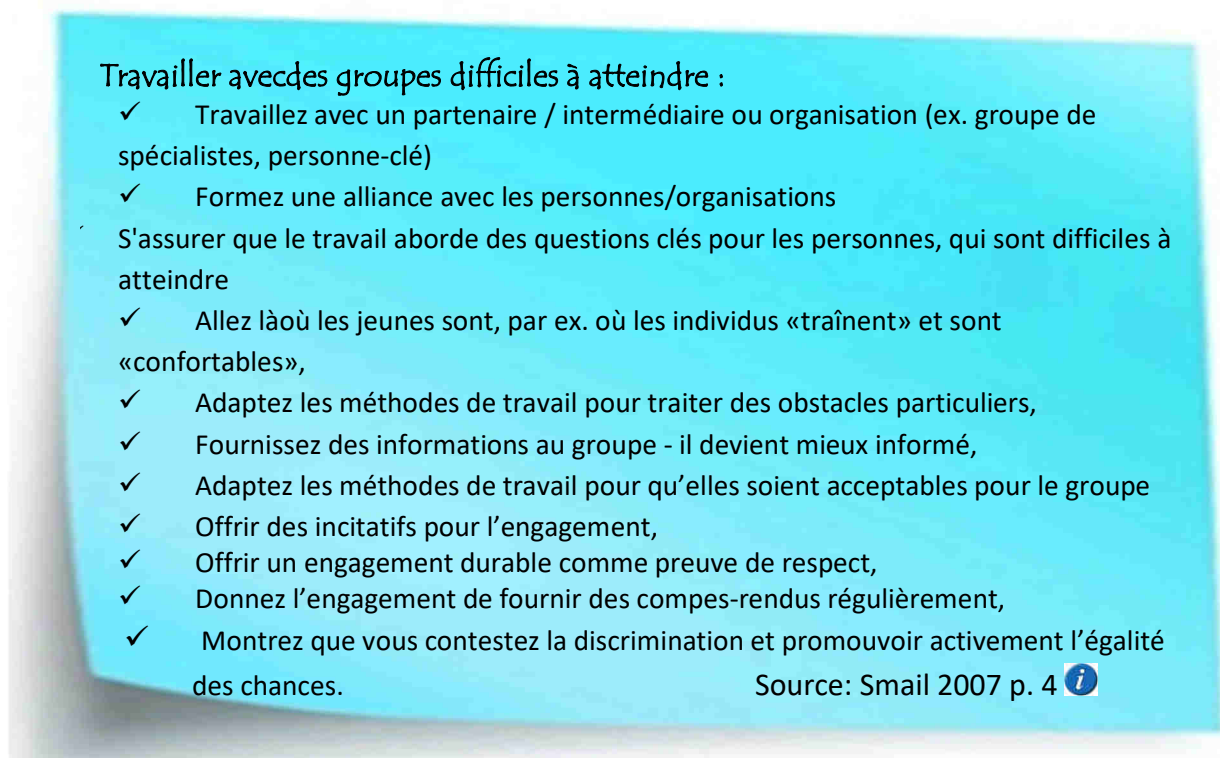 Travailler avecdes groupes difficiles à atteindre :
✓ Travaillez avec un partenaire / intermédiaire ou organisation (ex. groupe de
spécialistes, personne-clé)
✓ Formez une alliance avec les personnes/organisations
S'assurer que le travail aborde des questions clés pour les personnes, qui sont difficiles à
atteindre
✓ Allez làoù les jeunes sont, par ex. où les individus «traînent» et sont
«confortables»,
✓ Adaptez les méthodes de travail pour traiter des obstacles particuliers,
✓ Fournissez des informations au groupe - il devient mieux informé,
✓ Adaptez les méthodes de travail pour qu’elles soient acceptables pour le groupe
✓ Offrir des incitatifs pour l’engagement,
✓ Offrir un engagement durable comme preuve de respect,
✓ Donnez l’engagement de fournir des compes-rendus régulièrement,
✓ Montrez que vous contestez la discrimination et promouvoir activement l’égalité
des chances. Source: Smail 2007 p. 4 i